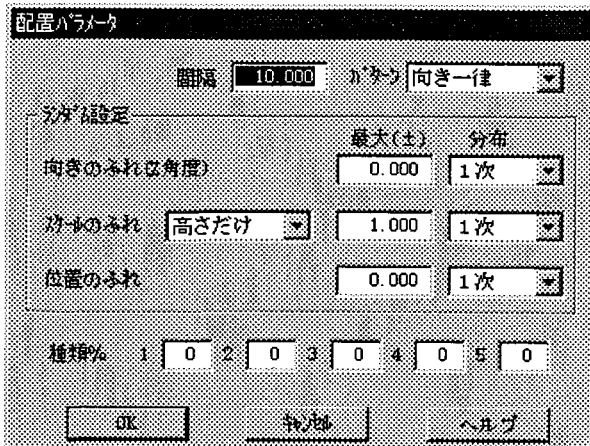 配置ﾊﾟﾗﾒｰﾀ
間隔 10.000 ﾊﾟﾀｰﾝ 向き一律
ﾗﾝﾀﾞﾑ設定
最大(±) 分布
向きのふれ(Z角度) 0.000 1次
ｽｹｰﾙのふれ 高さだけ 1.000 1次
位置のふれ 0.000 1次
種類% 1 0 2 0 3 0 4 0 5 0
OK ｷｬﾝｾﾙ ヘルプ